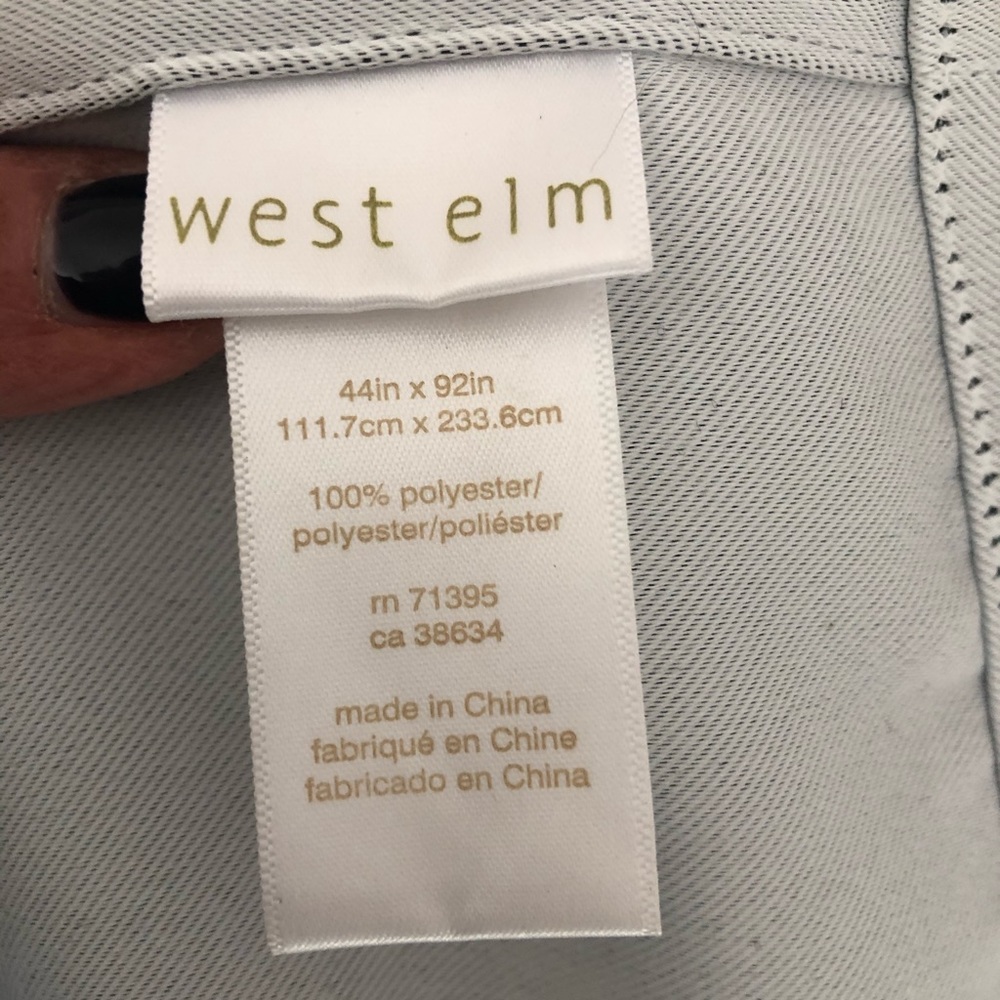 west elm
44in x 92in
111.7cm x 233.6cm
100% polyester/
polyester/poliéster
rn 71395
ca 38634
made in China
fabriqué en Chine
fabricado en China